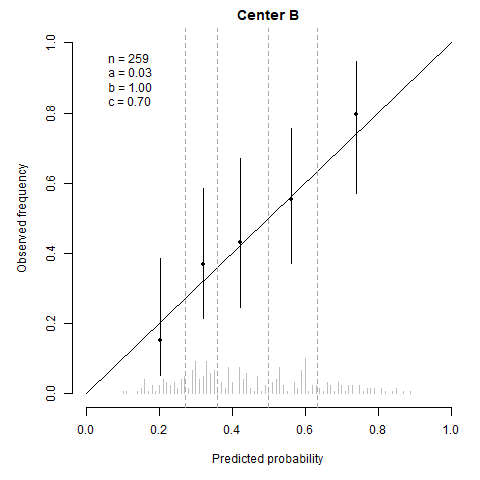 Center B
n = 259
a = 0.03
b = 1.00
c = 0.70
Observed frequency
1.0
0.8
0.6
0.4
0.2
0.0
0.0 0.2 0.4 0.6 0.8 1.0
Predicted probability